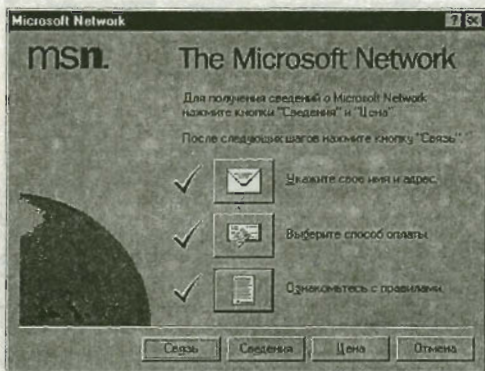 Microsoft Network
msn.
The Microsoft Network
Для получения сведений о Microsoft Network
нажмите кнопки "Сведения" и "Цена"
После следующих шагов нажмите кнопку "Связь"
Укажите свое имя и адрес.
Выберите способ оплаты.
Ознакомьтесь с правилами.
Связь Сведения Цена Отмена